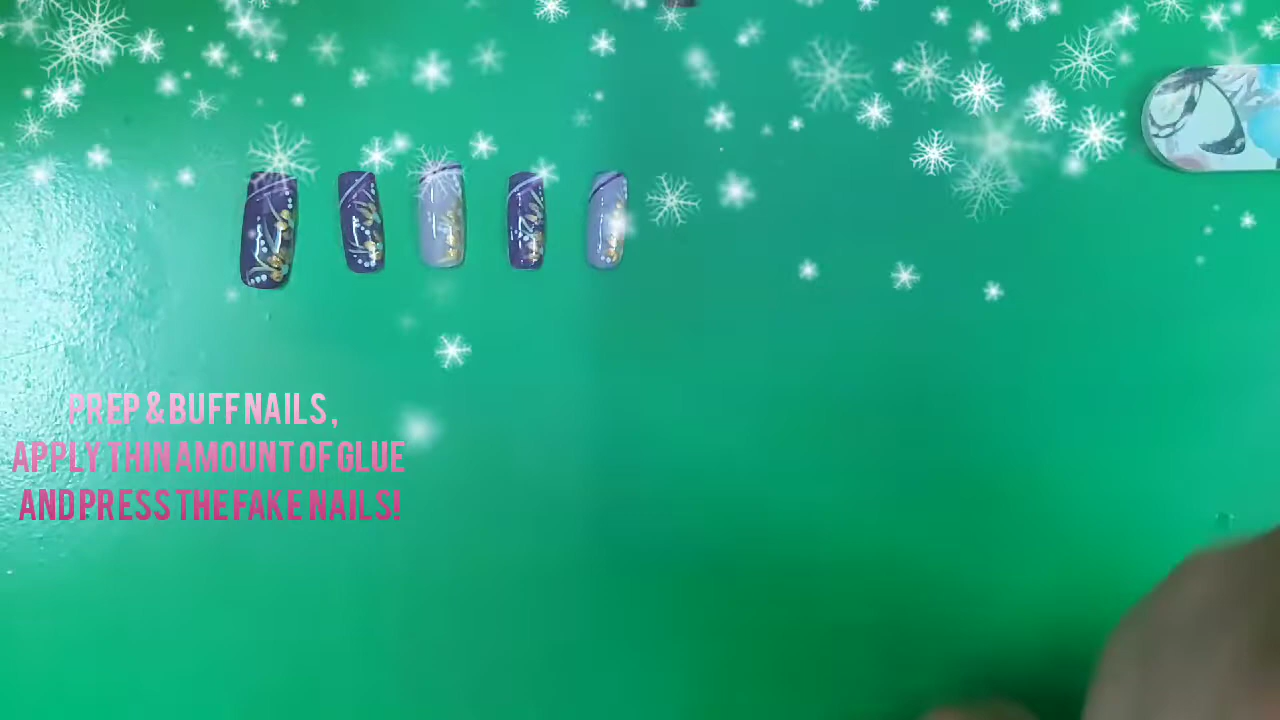 PREP & BUFF NAILS ,
APPLY THIN AMOUNT OF GLUE
AND PRESS THE FAKE NAILS!